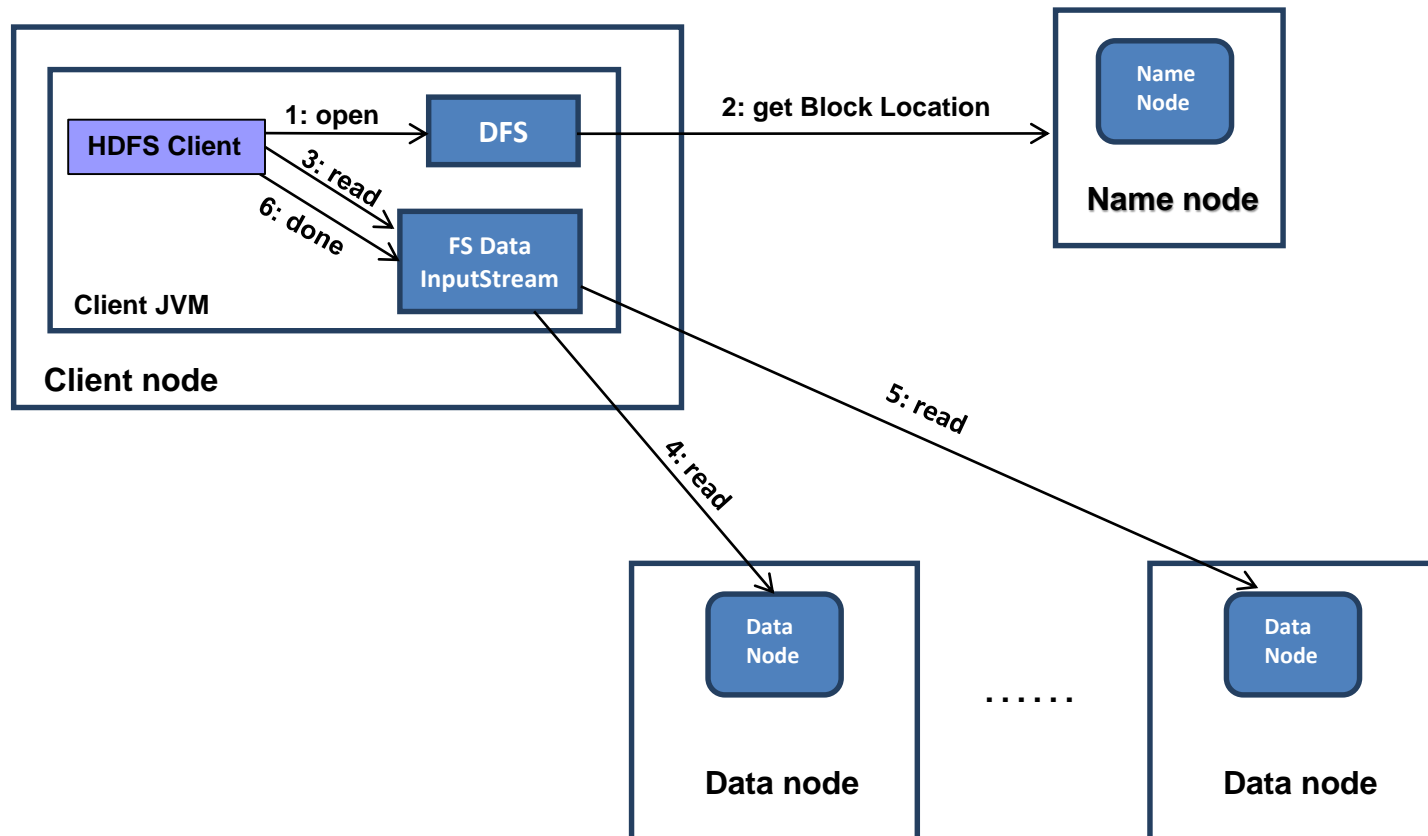 1: open
2: get Block Location
Name
Node
HDFS Client
DFS
3: read
6: done
Name node
FS Data
InputStream
Client JVM
Client node
4: read
5: read
Data
Node
......
Data
Node
Data node
Data node